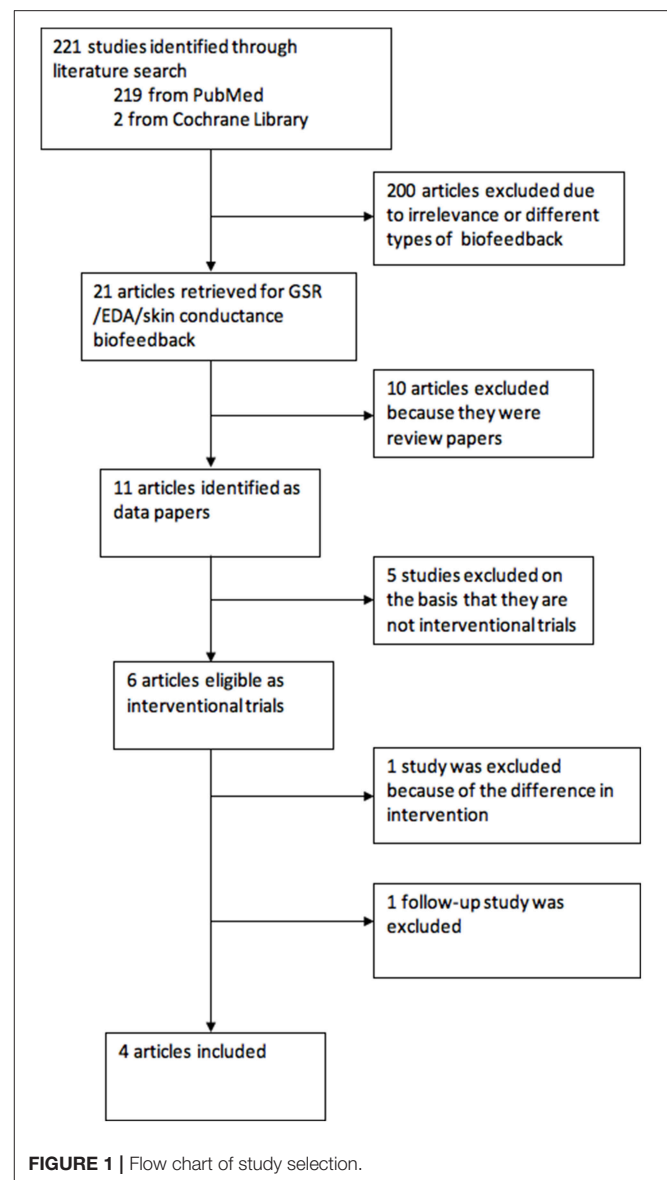 221 studies identified through
literature search
219 from PubMed
2 from Cochrane Library
200 articles excluded due
to irrelevance or different
types of biofeedback
21 articles retrieved for GSR
/EDA/skin conductance
biofeedback
10 articles excluded
because they were
review papers
11 articles identified as
data papers
5 studies excluded on
the basis that they are
not interventional trials
6 articles eligible as
interventional trials
1 study was excluded
because of the difference in
intervention
1 follow-up study was
excluded
4 articles included
FIGURE 1 | Flow chart of study selection.